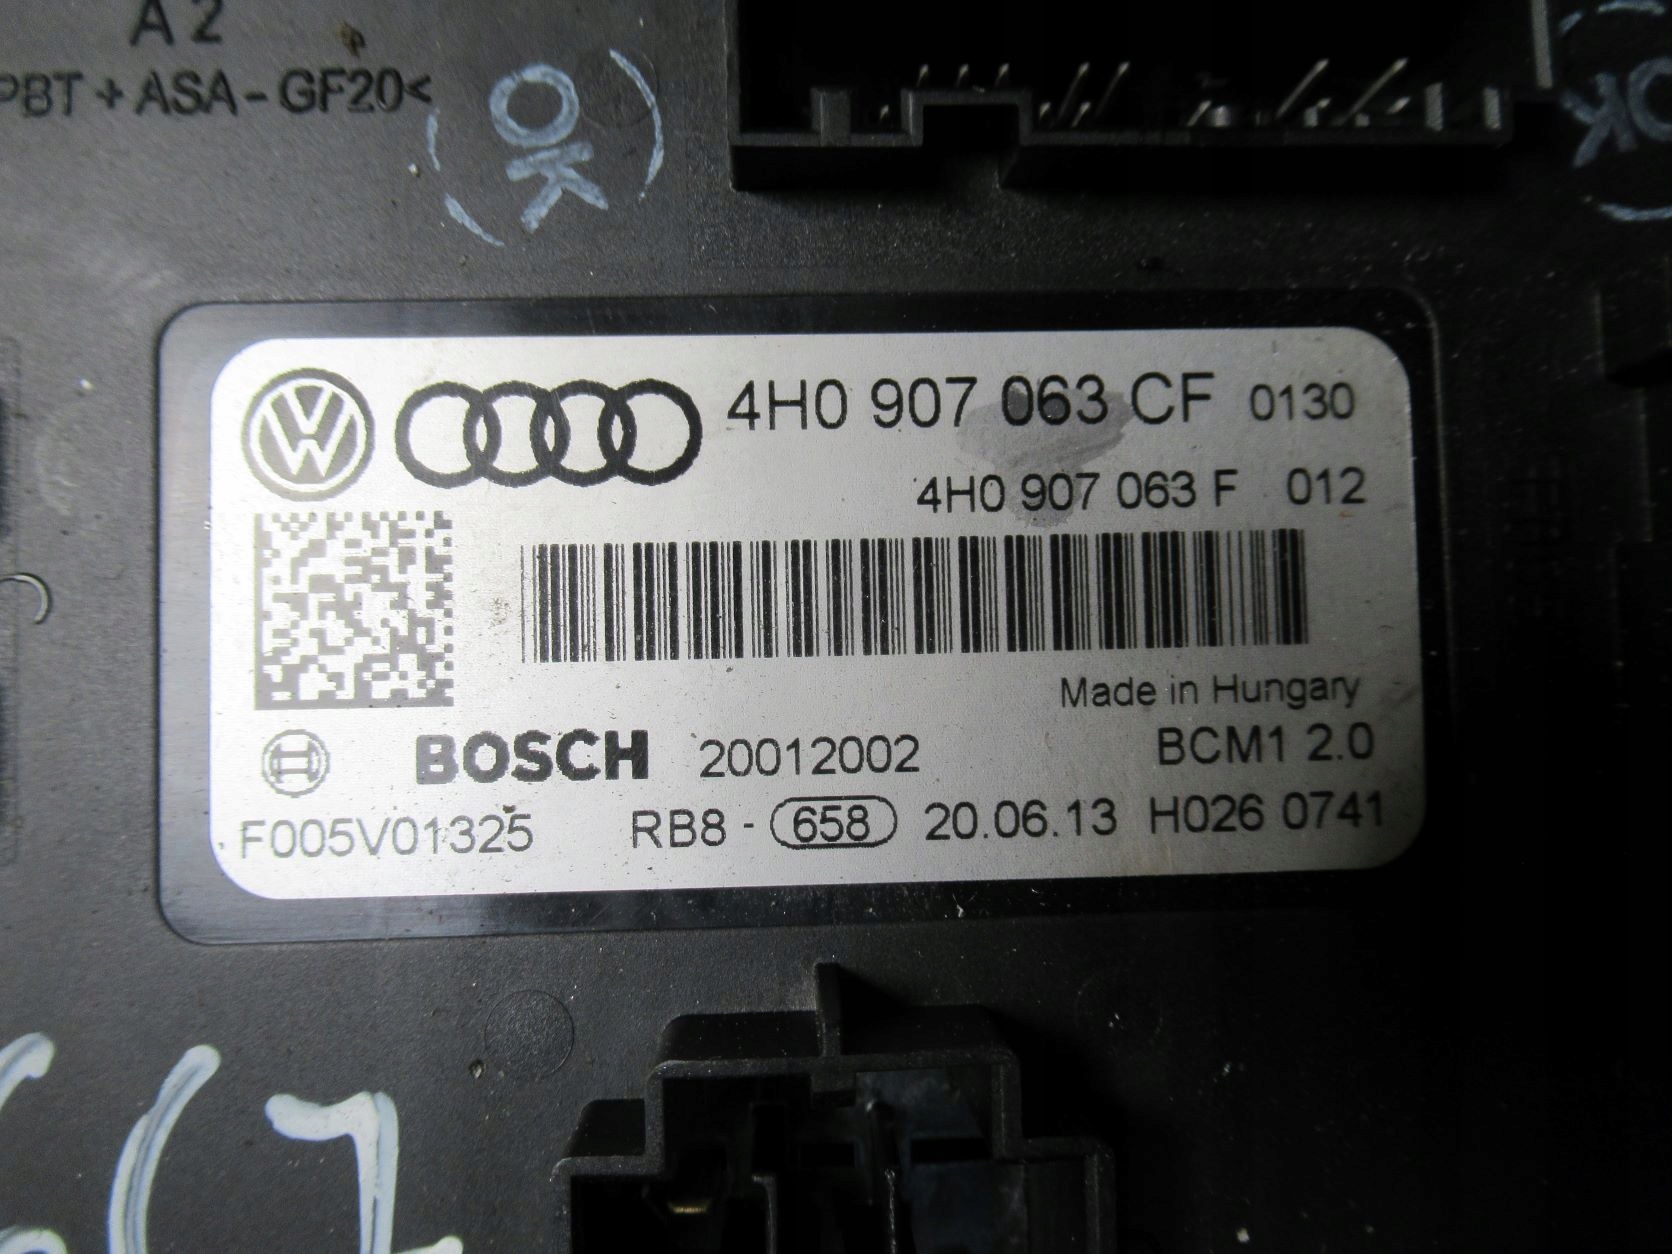 A2
PBT + ASA - GF20<
(OK)
(OK)
4H0 907 063 CF 0130
4H0 907 063 F 012
Made in Hungary
BOSCH 20012002 BCM1 2.0
F005V01325 RB8 - 658 20.06.13 H026 0741